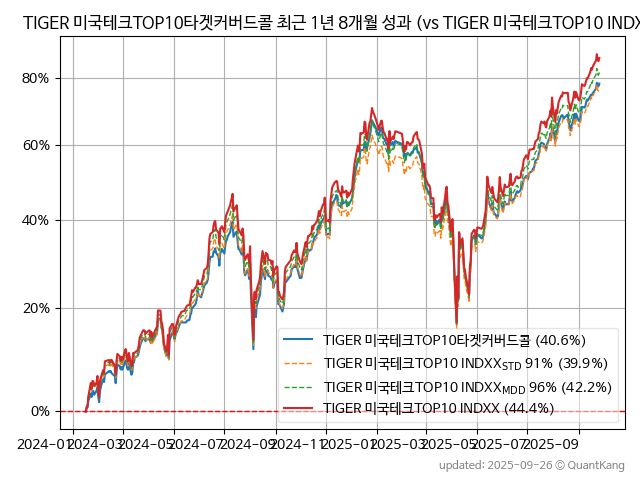 TIGER 미국테크TOP10타겟커버드콜 최근 1년 8개월 성과 (vs TIGER 미국테크TOP10 INDX
80%
60%
40%
20%
0%
TIGER 미국테크TOP10타겟커버드콜 (40.6%)
TIGER 미국테크TOP10 INDXX_STD 91% (39.9%)
TIGER 미국테크TOP10 INDXX_MDD 96% (42.2%)
TIGER 미국테크TOP10 INDXX (44.4%)
2024-01 2024-03 2024-05 2024-07 2024-09 2024-11 2025-01 2025-03 2025-05 2025-07 2025-09
updated: 2025-09-26 © QuantKang